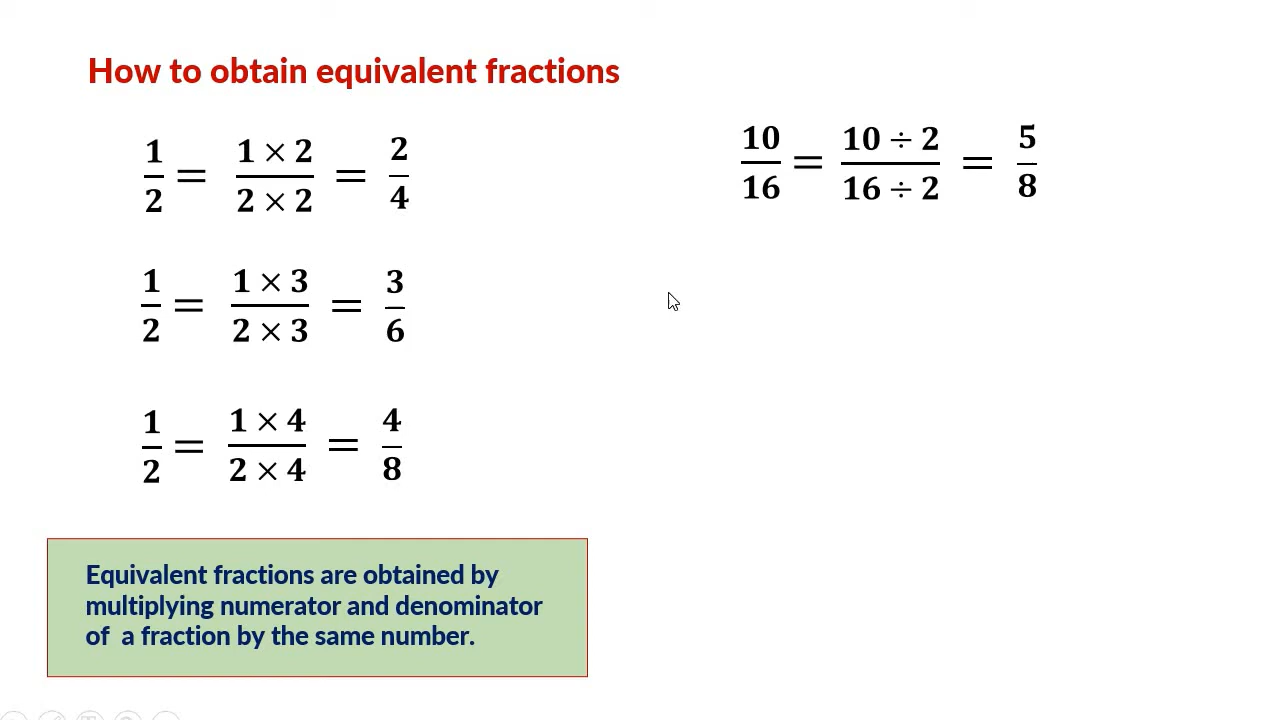 How to obtain equivalent fractions
1/2 = (1 × 2)/(2 × 2) = 2/4
1/2 = (1 × 3)/(2 × 3) = 3/6
1/2 = (1 × 4)/(2 × 4) = 4/8
Equivalent fractions are obtained by
multiplying numerator and denominator
of a fraction by the same number.
10/16 = (10 ÷ 2)/(16 ÷ 2) = 5/8